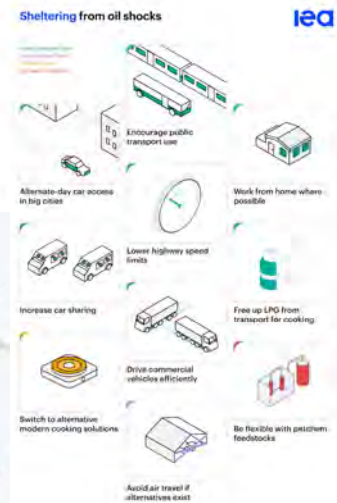 Sheltering from oil shocks
iea
Encourage public
transport use
Alternate-day car access
in big cities
Work from home where
possible
Lower highway speed
limits
Increase car sharing
Free up LPG from
transport for cooking
Drive commercial
vehicles efficiently
Switch to alternative
modern cooking solutions
Be flexible with petchem
feedstocks
Avoid air travel if
alternatives exist